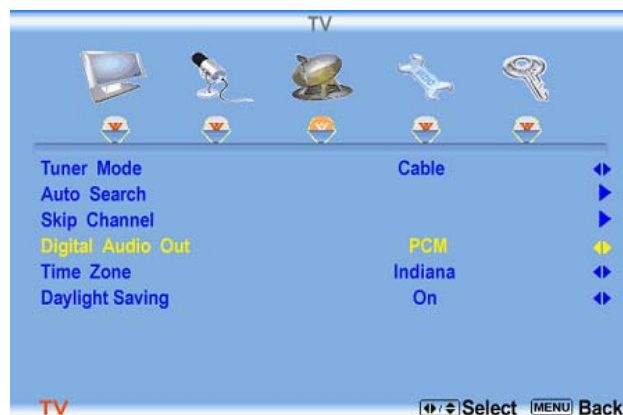 TV
Tuner Mode Cable
Auto Search
Skip Channel
Digital Audio Out PCM
Time Zone Indiana
Daylight Saving On
TV Select MENU Back